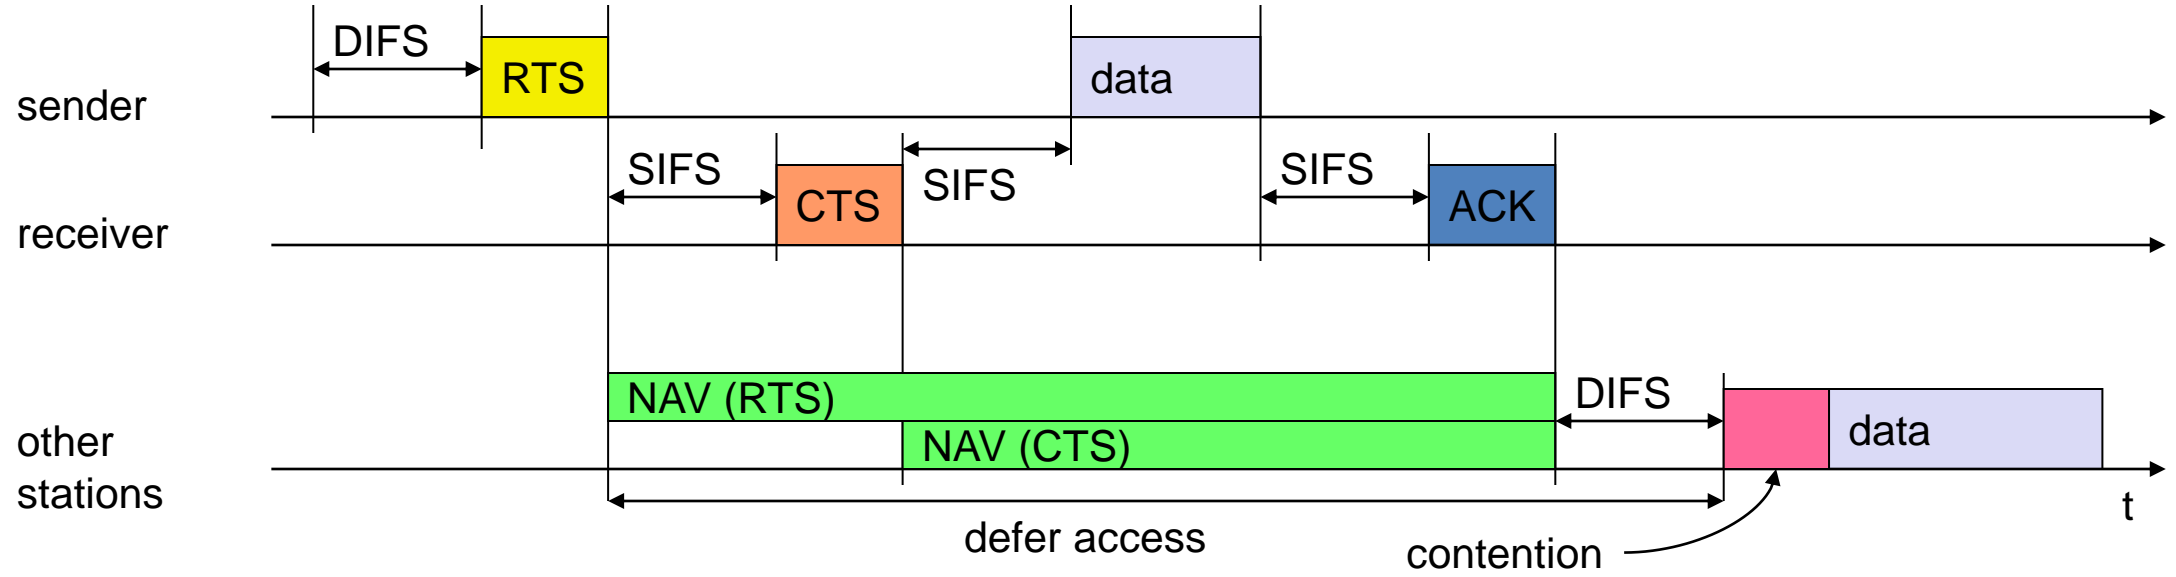 DIFS
RTS
data
sender
SIFS
CTS
SIFS
SIFS
ACK
receiver
NAV (RTS)
DIFS
NAV (CTS)
data
other
stations
t
defer access
contention